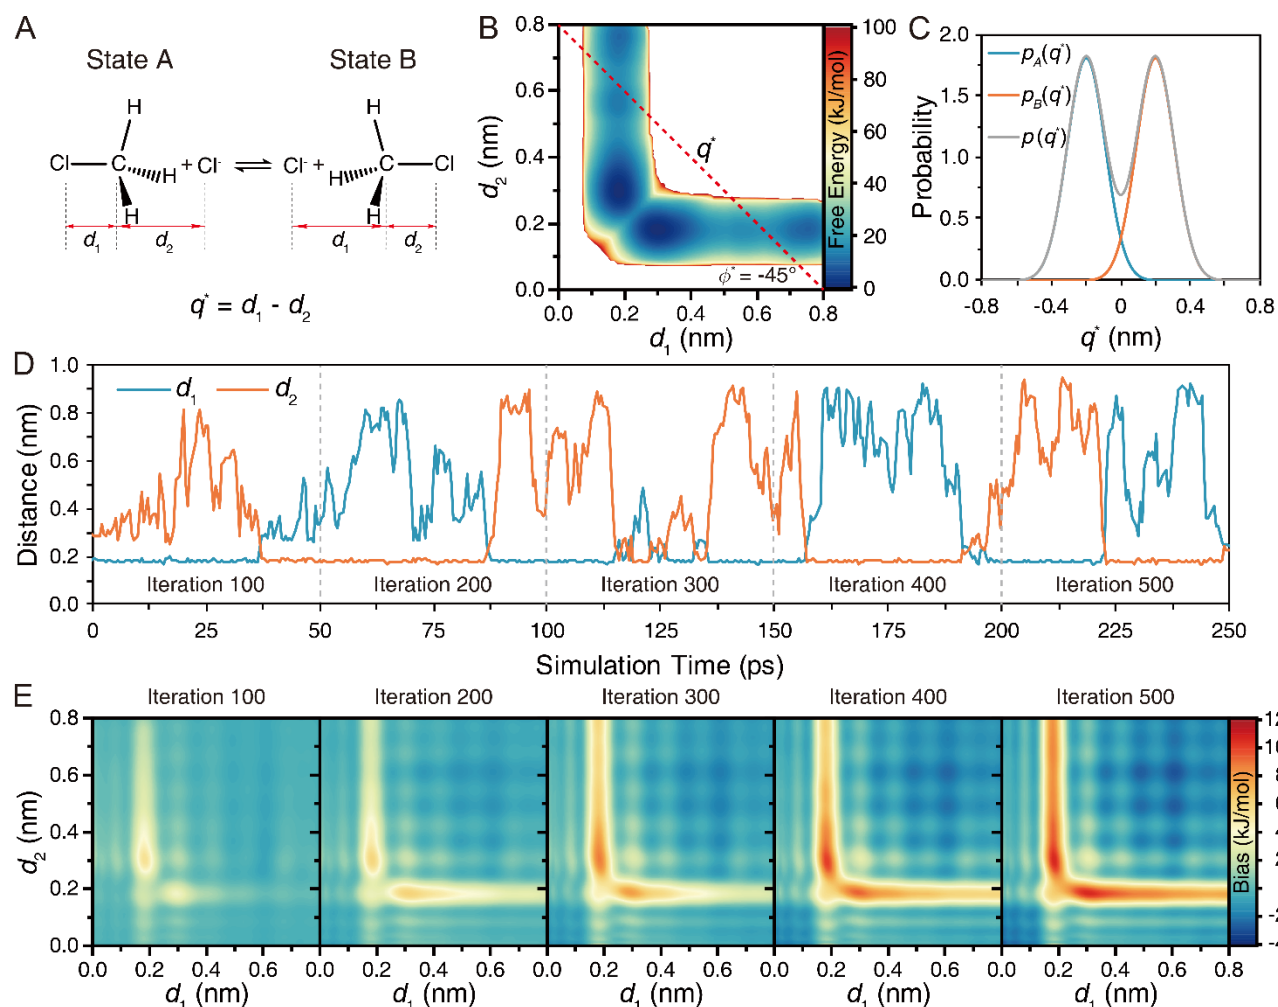 A
State A
State B
H
H
Cl
C
+
Cl-
Cl-
+
C
Cl
H
H
H
H
d1
d2
d1
d2
q* = d1 - d2
B
0.8
0.6
0.4
0.2
0.0
d2 (nm)
q*
ϕ* = -45°
0.0 0.2 0.4 0.6 0.8
d1 (nm)
100
80
60
40
20
0
Free Energy (kJ/mol)
C
2.0
1.5
1.0
0.5
0.0
Probability
pA(q*)
pB(q*)
p(q*)
-0.8 -0.4 0 0.4 0.8
q* (nm)
D
1.0
0.8
0.6
0.4
0.2
0.0
Distance (nm)
d1 d2
Iteration 100 Iteration 200 Iteration 300 Iteration 400 Iteration 500
0 25 50 75 100 125 150 175 200 225 250
Simulation Time (ps)
E
Iteration 100 Iteration 200 Iteration 300 Iteration 400 Iteration 500
0.8
0.6
0.4
0.2
0.0
d2 (nm)
0.0 0.2 0.4 0.6 0.0 0.2 0.4 0.6 0.0 0.2 0.4 0.6 0.0 0.2 0.4 0.6 0.0 0.2 0.4 0.6 0.8
d1 (nm) d1 (nm) d1 (nm) d1 (nm) d1 (nm)
Bias (kJ/mol)